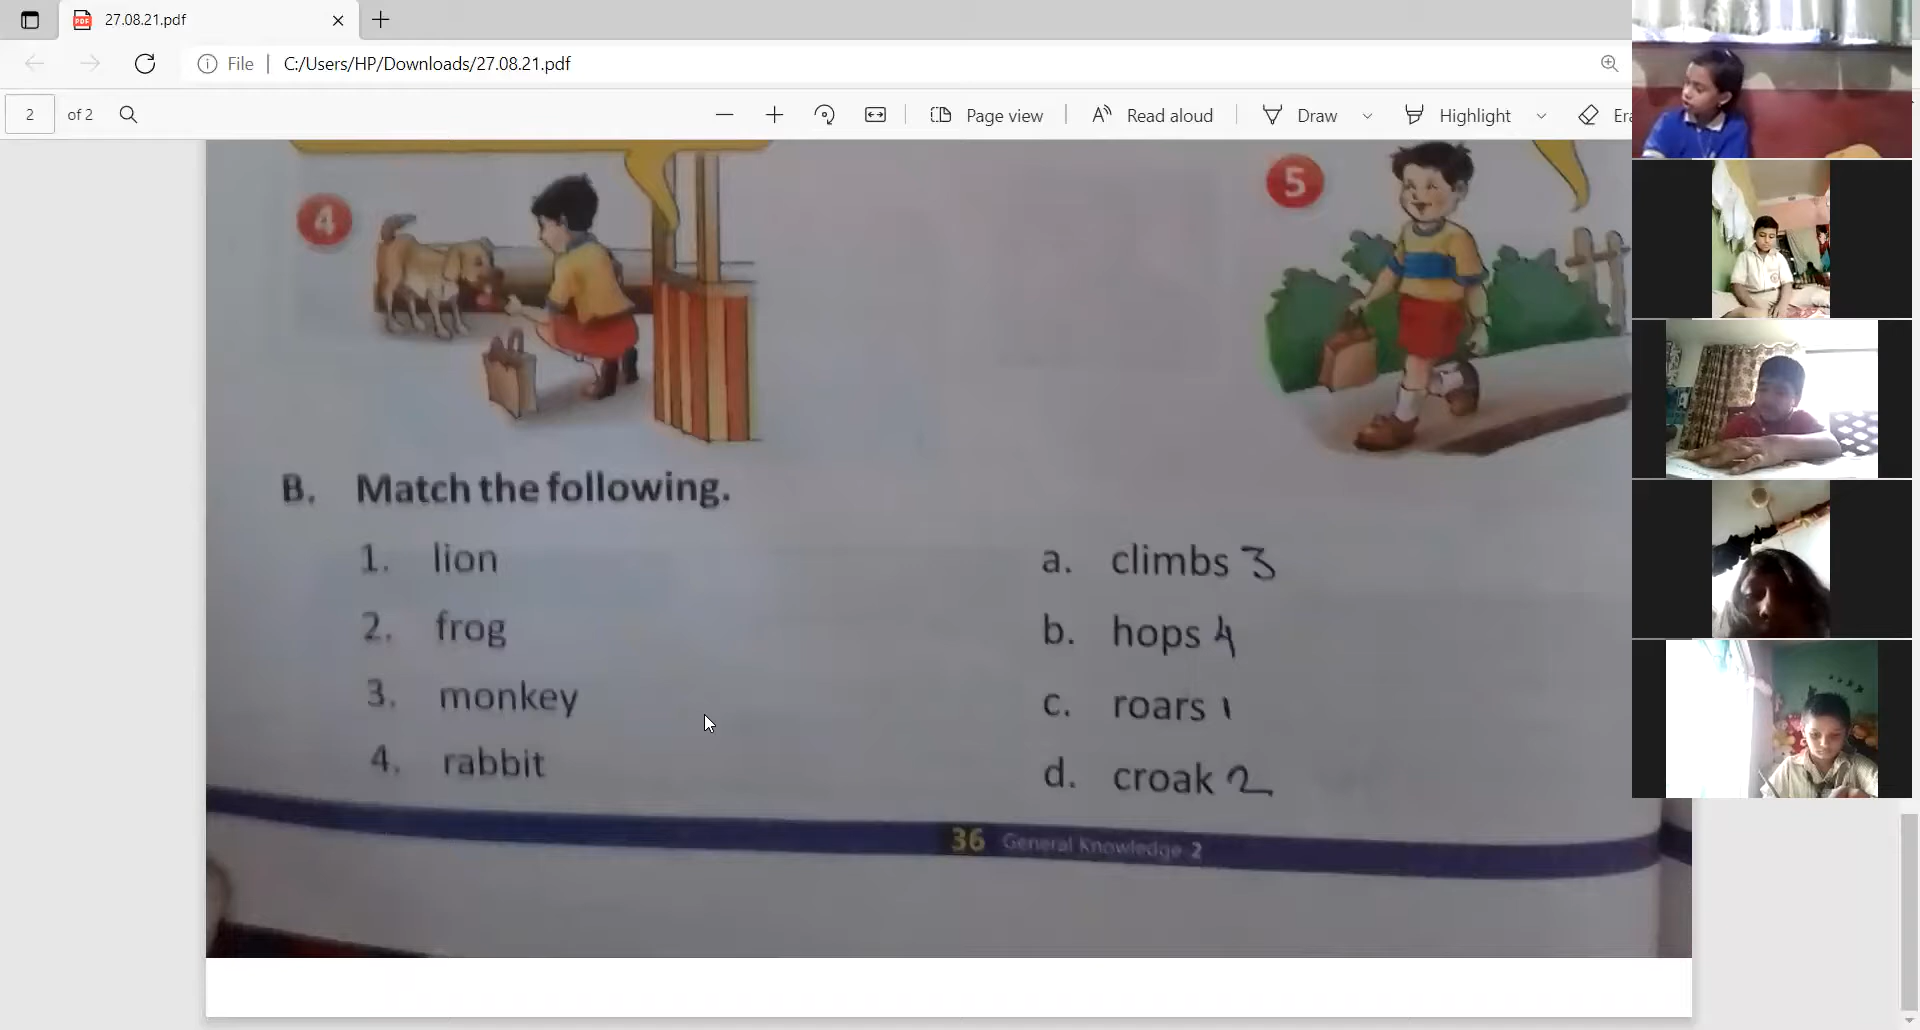 27.08.21.pdf
File | C:/Users/HP/Downloads/27.08.21.pdf
2 of 2 Page view Read aloud Draw Highlight
4 5
B. Match the following.
1. lion a. climbs 3
2. frog b. hops 4
3. monkey c. roars 1
4. rabbit d. croak 2
36 General Knowledge 2